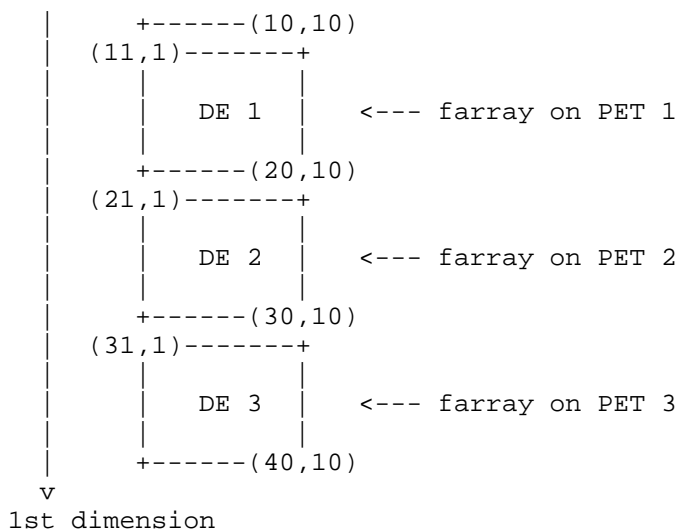 |      +------(10,10)
|   (11,1)-------+
|      |         |
|      |   DE 1  |   <--- farray on PET 1
|      |         |
|      +------(20,10)
|   (21,1)-------+
|      |         |
|      |   DE 2  |   <--- farray on PET 2
|      |         |
|      +------(30,10)
|   (31,1)-------+
|      |         |
|      |   DE 3  |   <--- farray on PET 3
|      |         |
|      +------(40,10)
v
1st dimension